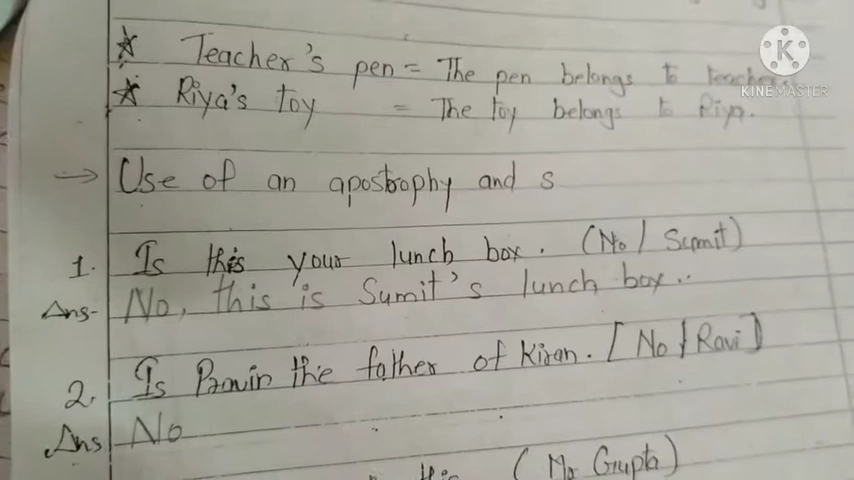 ☆ Teacher's pen = The pen belongs to teacher.
☆ Riya's toy = The toy belongs to Riya.
→ Use of an apostrophy and s
1. Is this your lunch box. (No / Sumit)
Ans- No, this is Sumit's lunch box..
2. Is Pravin the father of Kiran. [No / Ravi]
Ans No
(Mr Gupta)
KINEMASTER